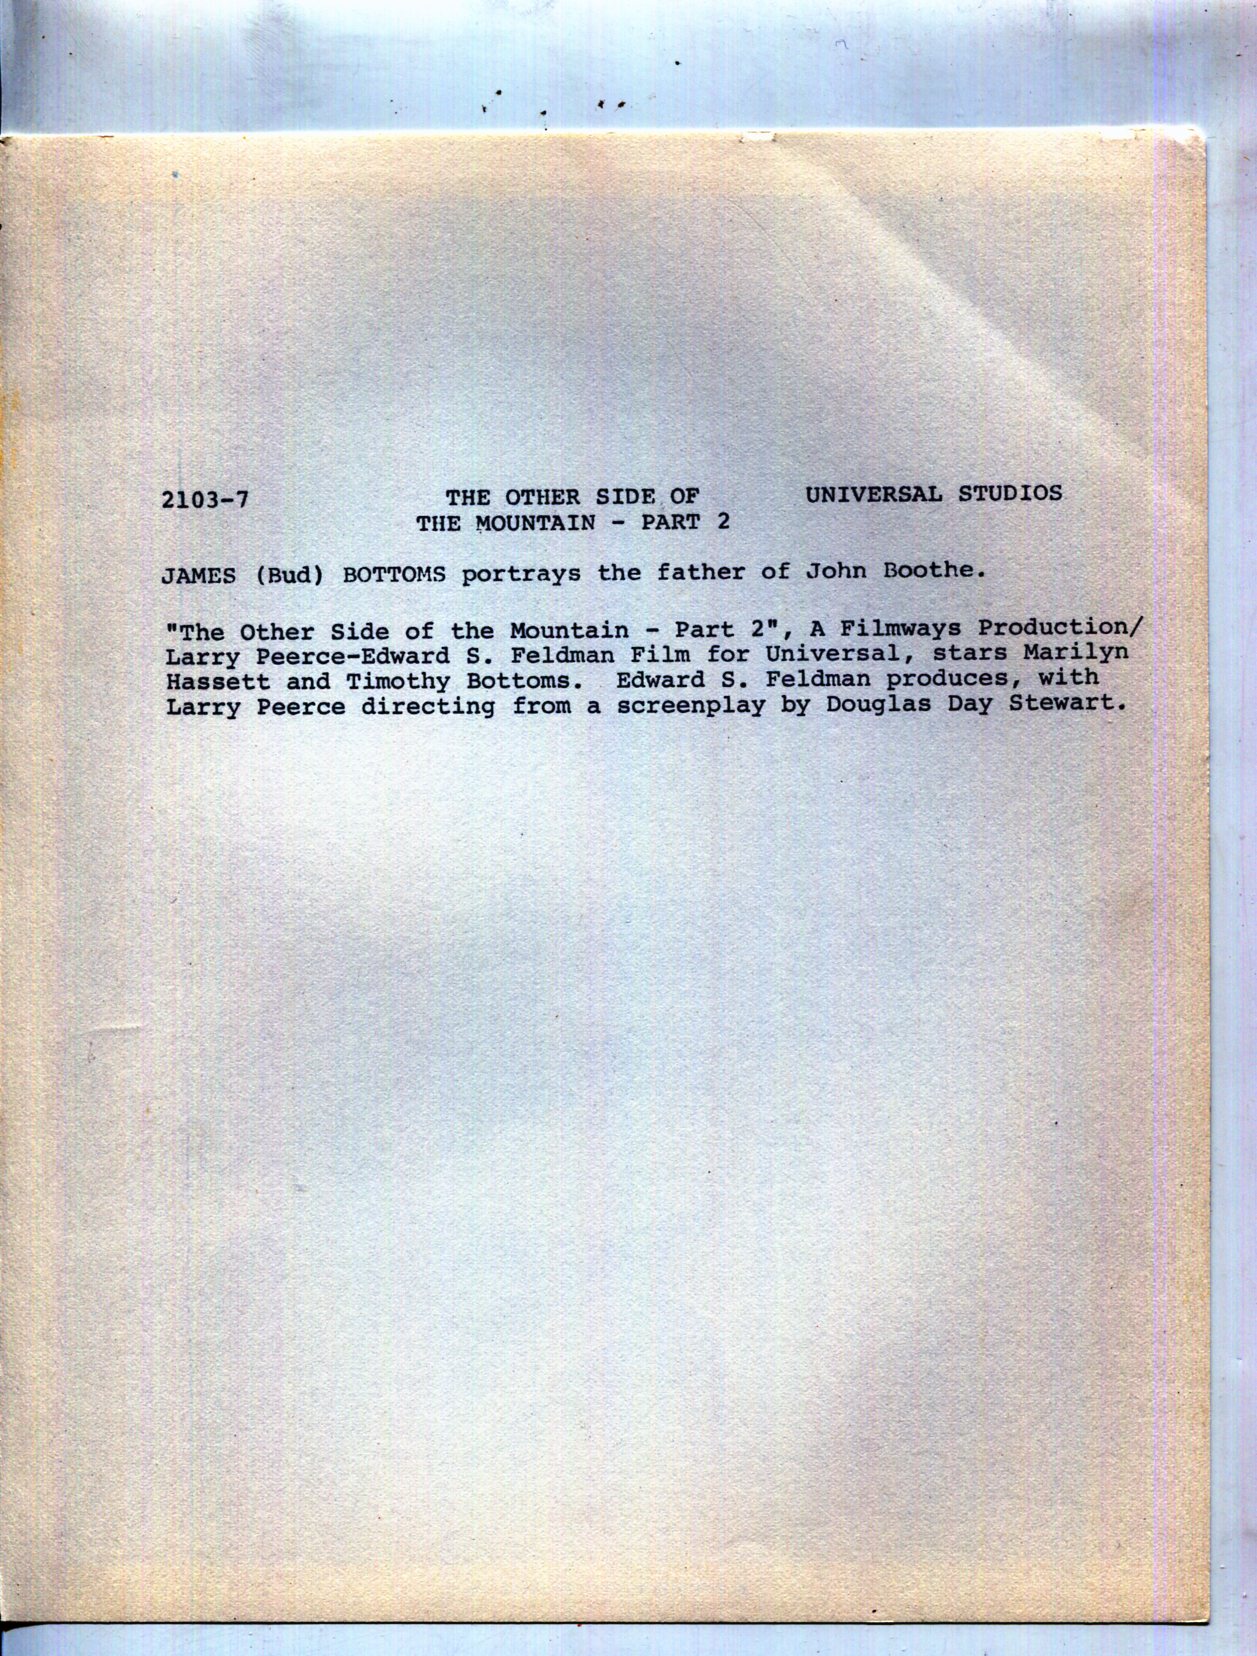 2103-7 THE OTHER SIDE OF UNIVERSAL STUDIOS
THE MOUNTAIN - PART 2
JAMES (Bud) BOTTOMS portrays the father of John Boothe.
"The Other Side of the Mountain - Part 2", A Filmways Production/
Larry Peerce-Edward S. Feldman Film for Universal, stars Marilyn
Hassett and Timothy Bottoms. Edward S. Feldman produces, with
Larry Peerce directing from a screenplay by Douglas Day Stewart.